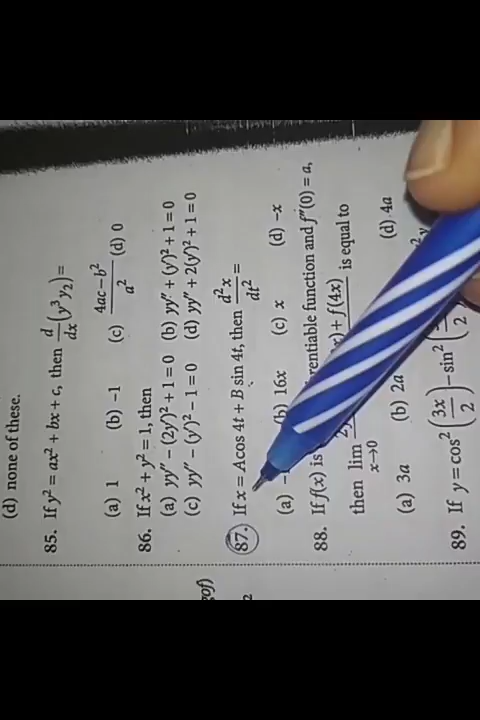 (d) none of these.
85. If y² = ax² + bx + c, then d/dx (y³y₂) =
(a) 1 (b) –1 (c) (4ac – b²)/a² (d) 0
86. If x² + y² = 1, then
(a) yy″ – (2y′)² + 1 = 0 (b) yy″ + (y′)² + 1 = 0
(c) yy″ – (y′)² – 1 = 0 (d) yy″ + 2(y′)² + 1 = 0
87. If x = A cos 4t + B sin 4t, then d²x/dt² =
(a) (b) 16x (c) x (d) –x
88. If f(x) is rentiable function and f″(0) = a,
then lim x→0 x) + f(4x) is equal to
(a) 3a (b) 2a (d) 4a
89. If y = cos² (3x/2) – sin²